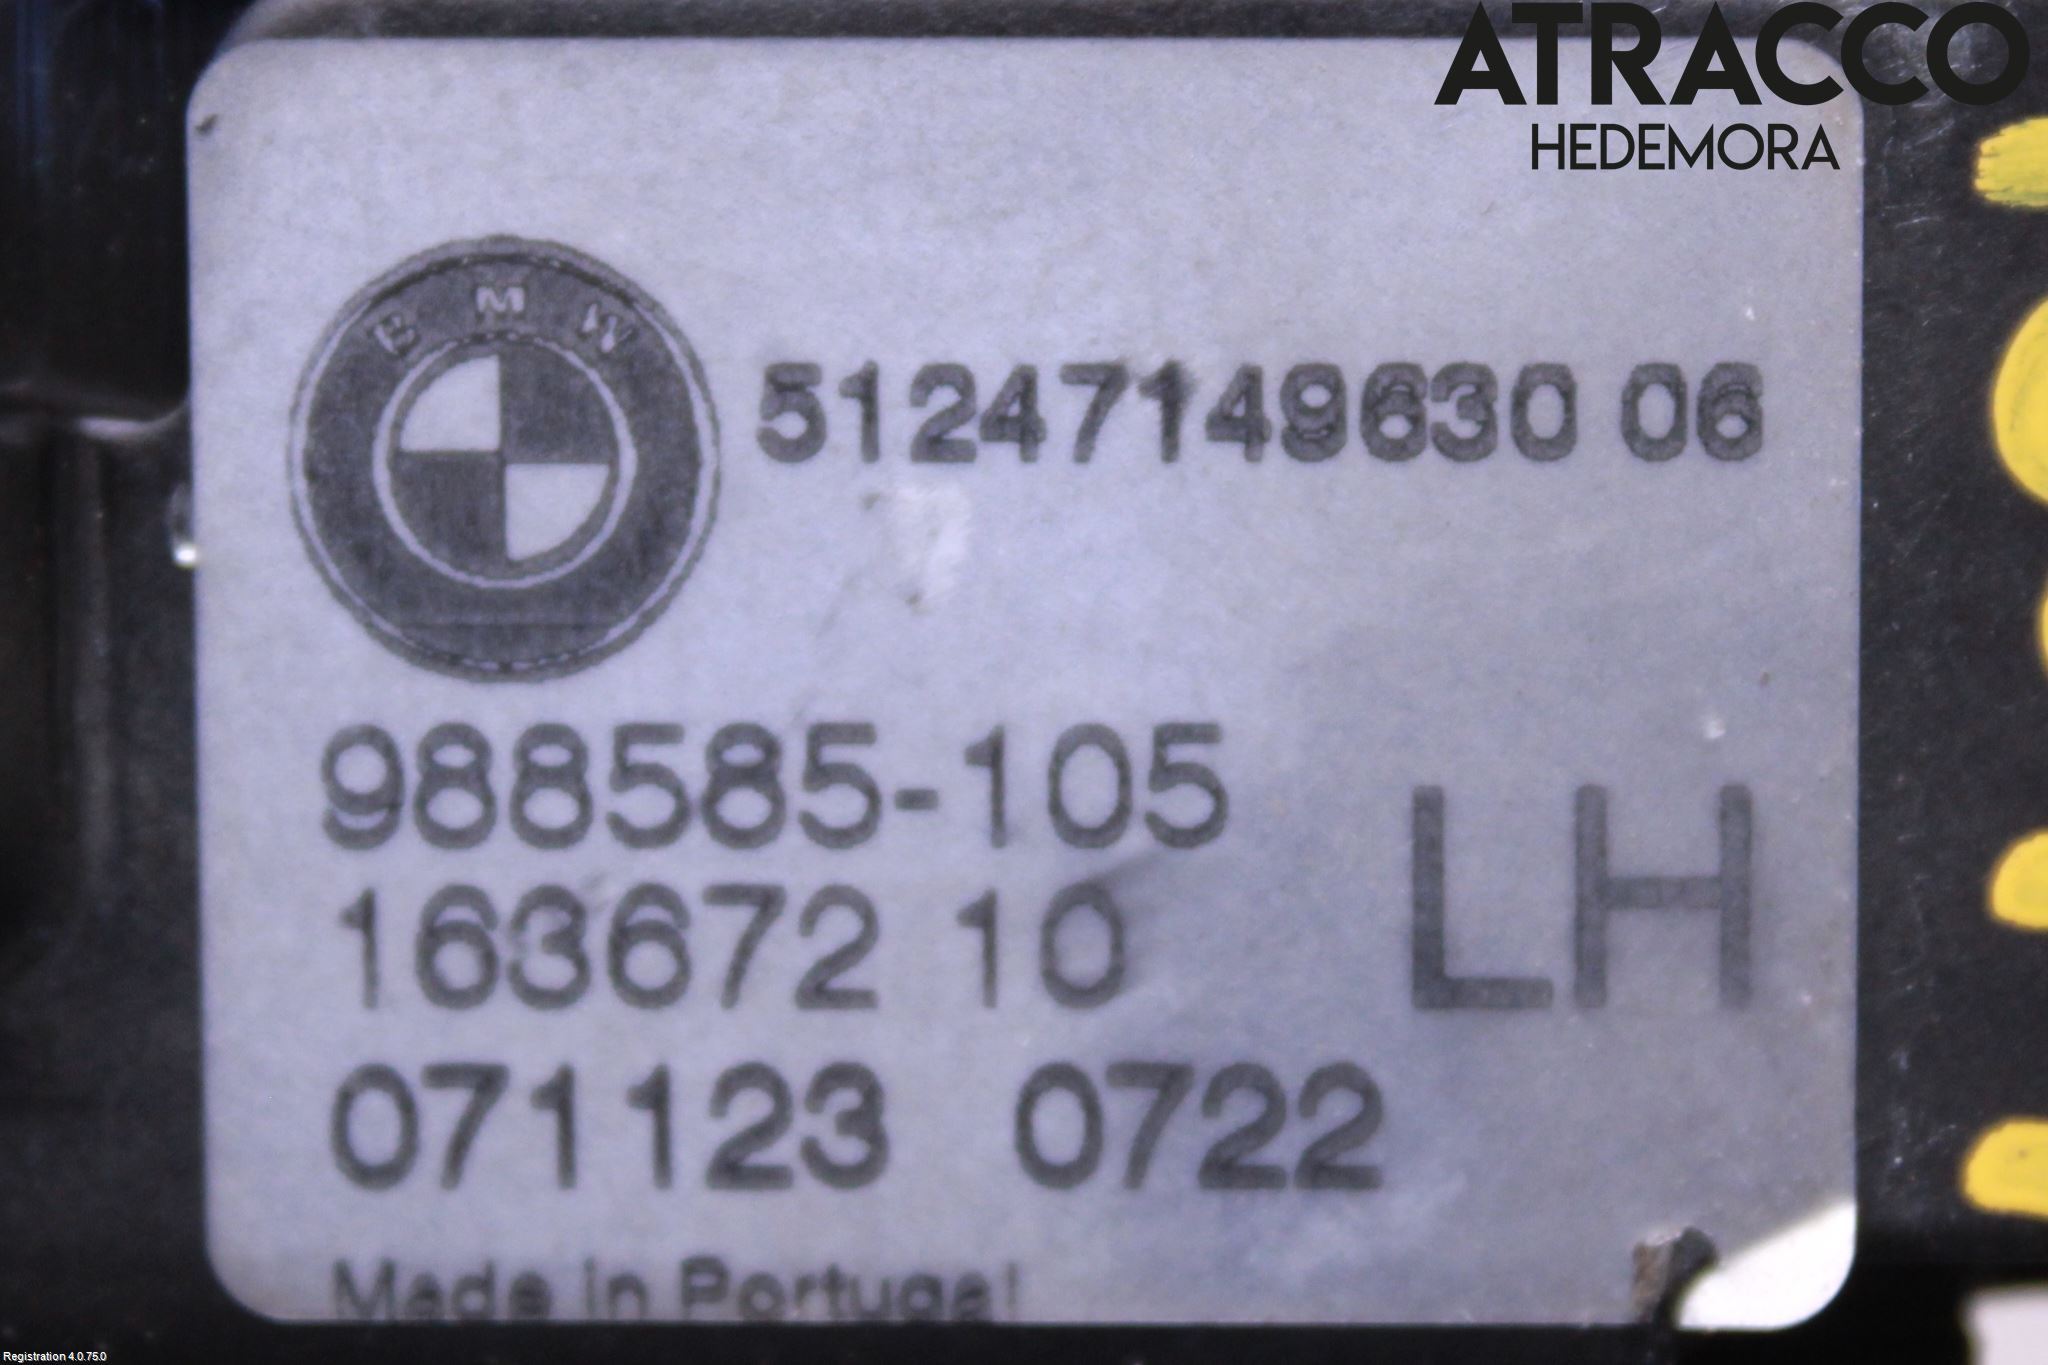 ATRACCO
HEDEMORA
BMW
51247149630 06
988585-105
163672 10
LH
071123 0722
Made in Portugal
Registration 4.0.75.0